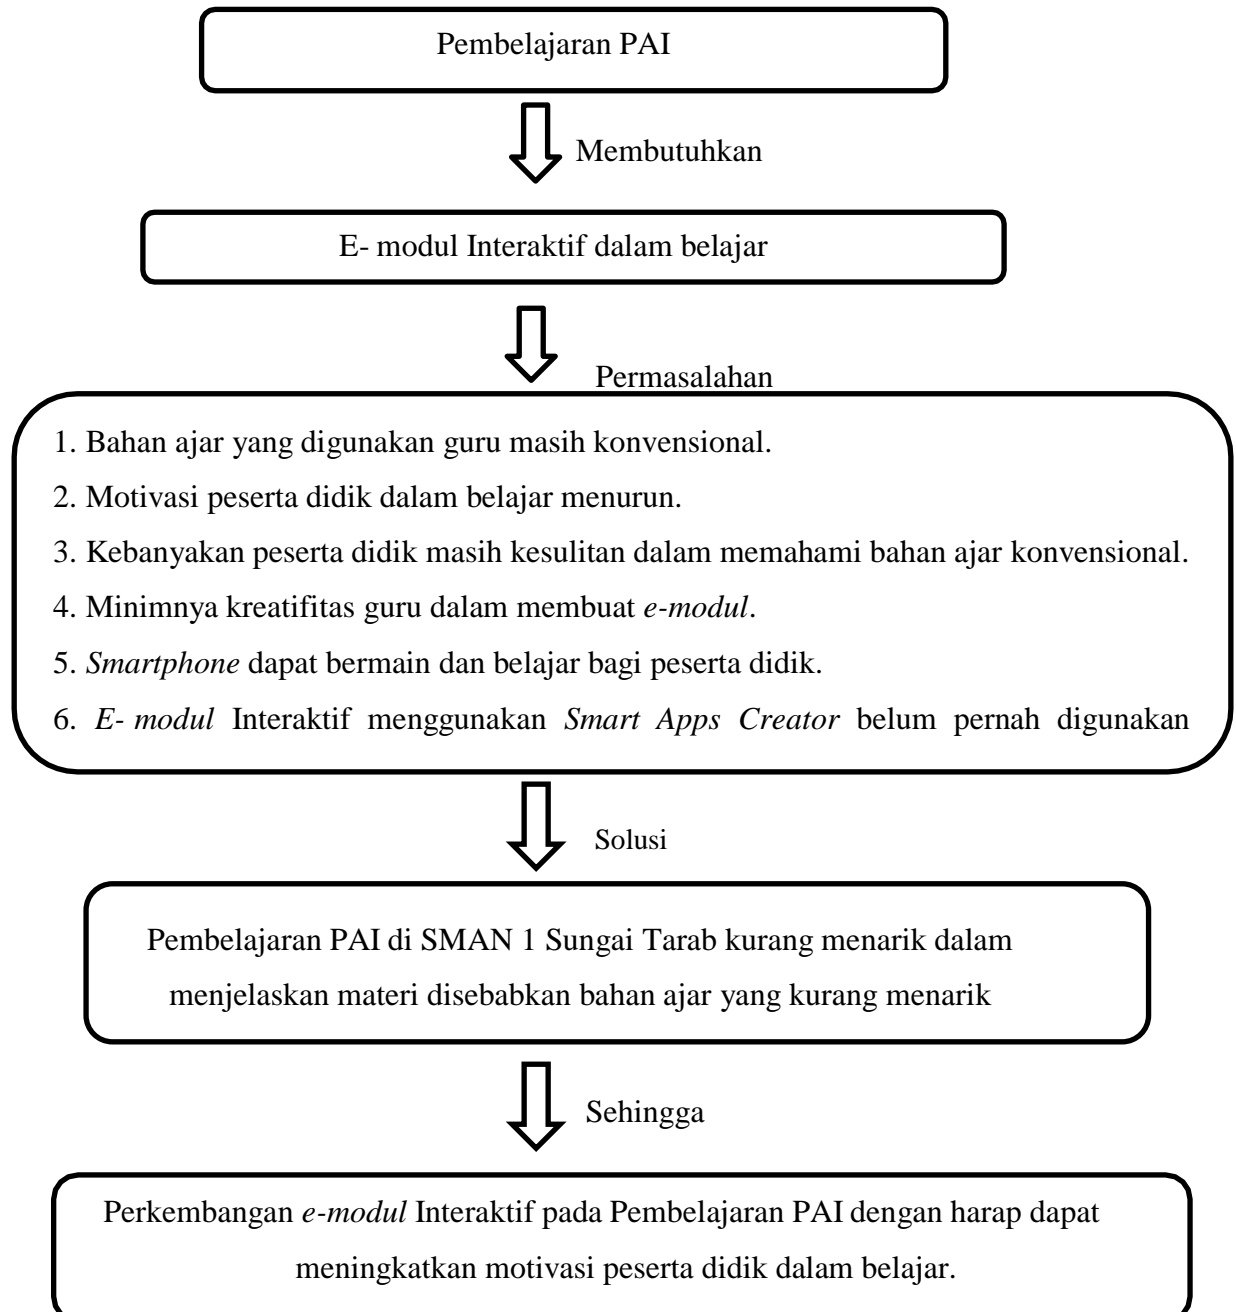 Pembelajaran PAI
Membutuhkan
E- modul Interaktif dalam belajar
Permasalahan
1. Bahan ajar yang digunakan guru masih konvensional.
2. Motivasi peserta didik dalam belajar menurun.
3. Kebanyakan peserta didik masih kesulitan dalam memahami bahan ajar konvensional.
4. Minimnya kreatifitas guru dalam membuat e-modul.
5. Smartphone dapat bermain dan belajar bagi peserta didik.
6. E- modul Interaktif menggunakan Smart Apps Creator belum pernah digunakan
Solusi
Pembelajaran PAI di SMAN 1 Sungai Tarab kurang menarik dalam
menjelaskan materi disebabkan bahan ajar yang kurang menarik
Sehingga
Perkembangan e-modul Interaktif pada Pembelajaran PAI dengan harap dapat
meningkatkan motivasi peserta didik dalam belajar.